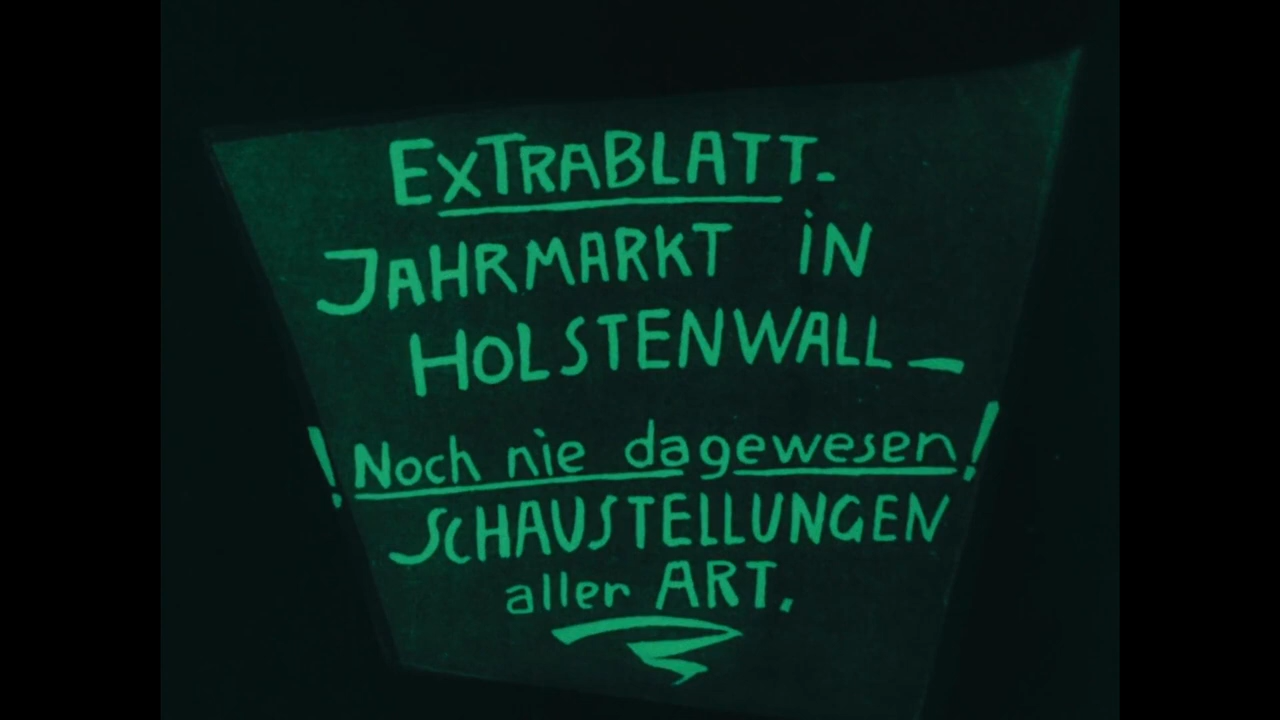 EXTRABLATT-
JAHRMARKT iN
HOLSTENWALL -
! Noch nie dagewesen !
SCHAUSTELLUNGEN
aller ART.